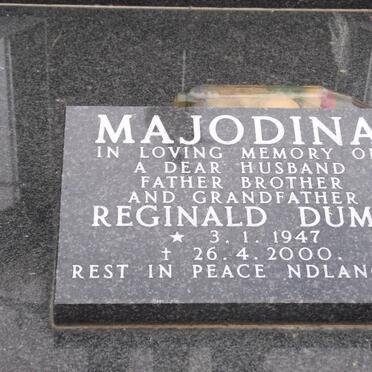 MAJODINA
IN LOVING MEMORY OF
A DEAR HUSBAND
FATHER BROTHER
AND GRANDFATHER
REGINALD
★ 3.1.1947
† 26.4.2000.
REST IN PEACE